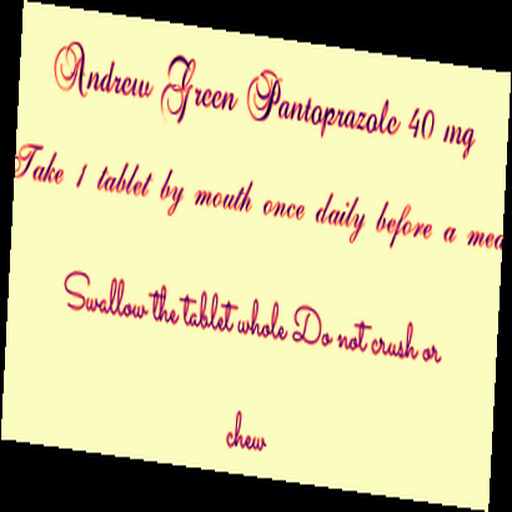 Andrew Green Pantoprazole 40 mg
Take 1 tablet by mouth once daily before a
Swallow the tablet whole Do not crush or
chew